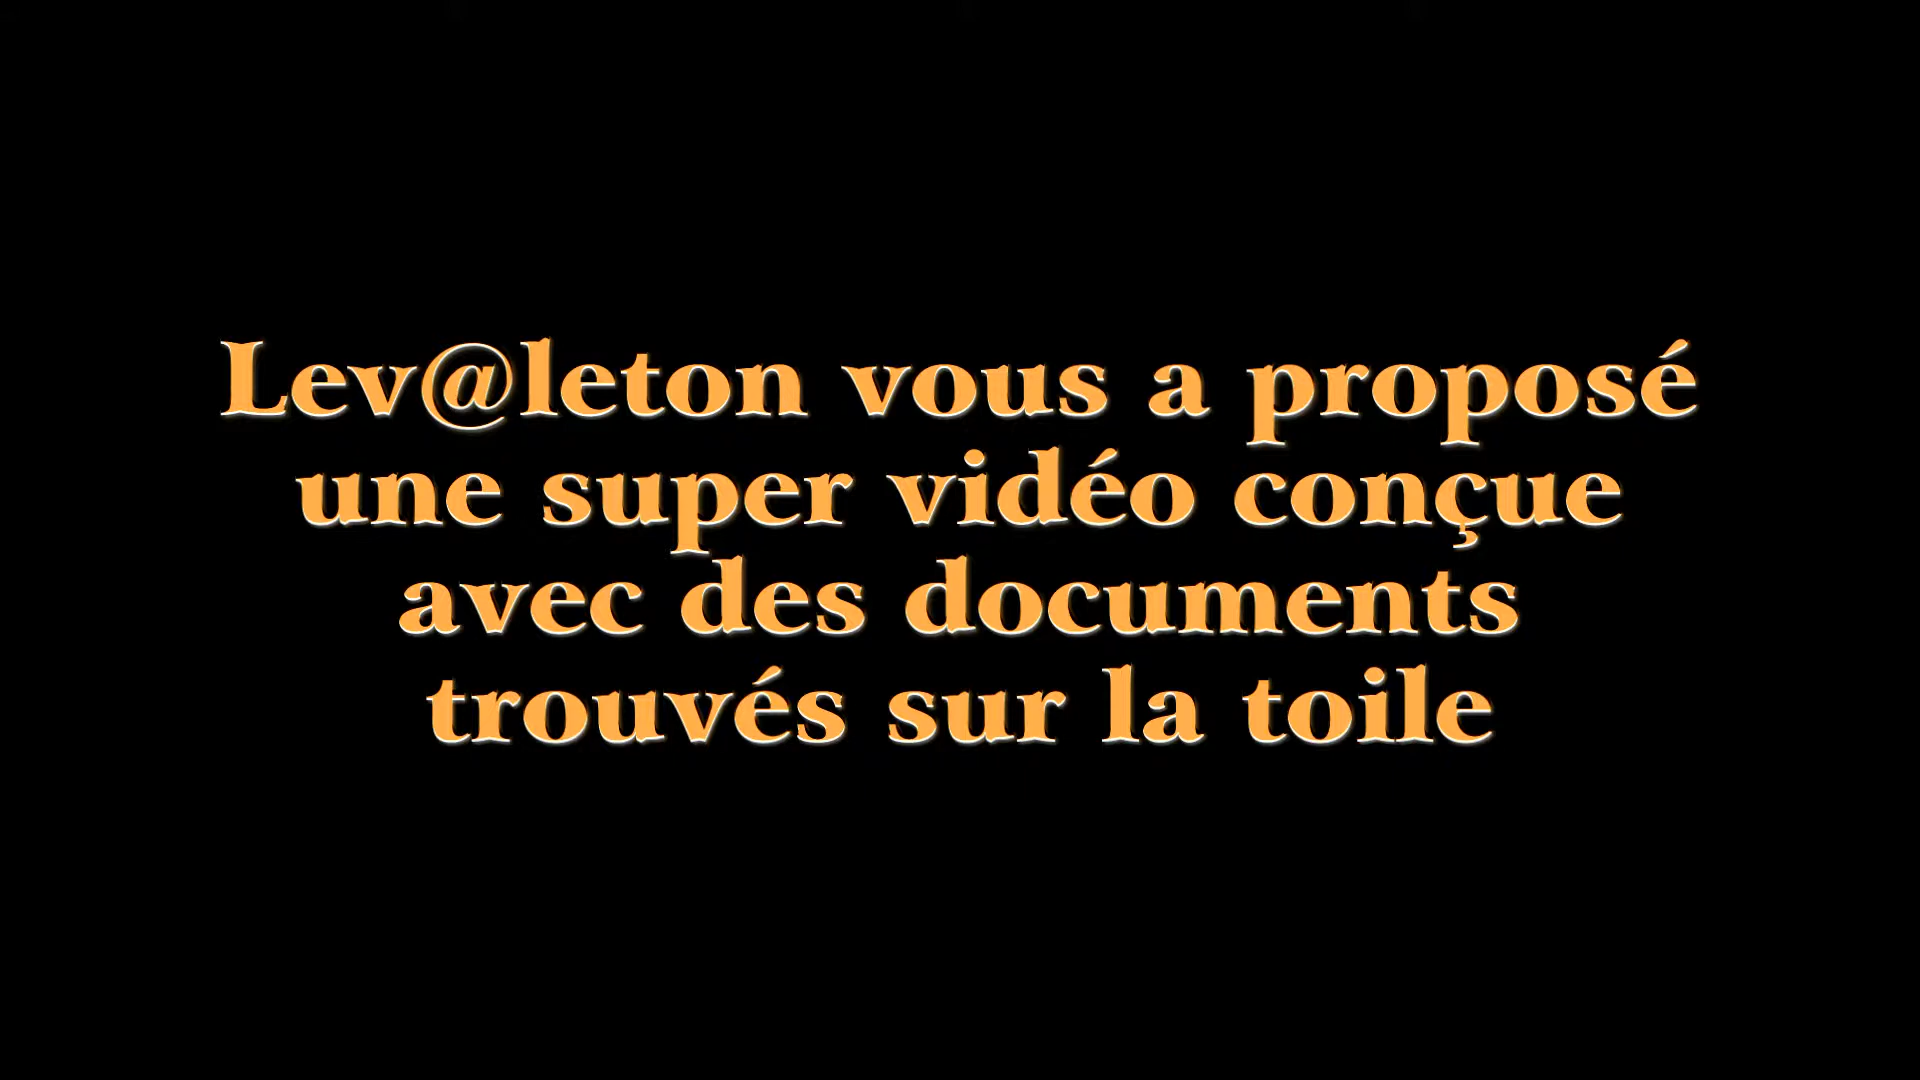 Lev@leton vous a proposé
une super vidéo conçue
avec des documents
trouvés sur la toile